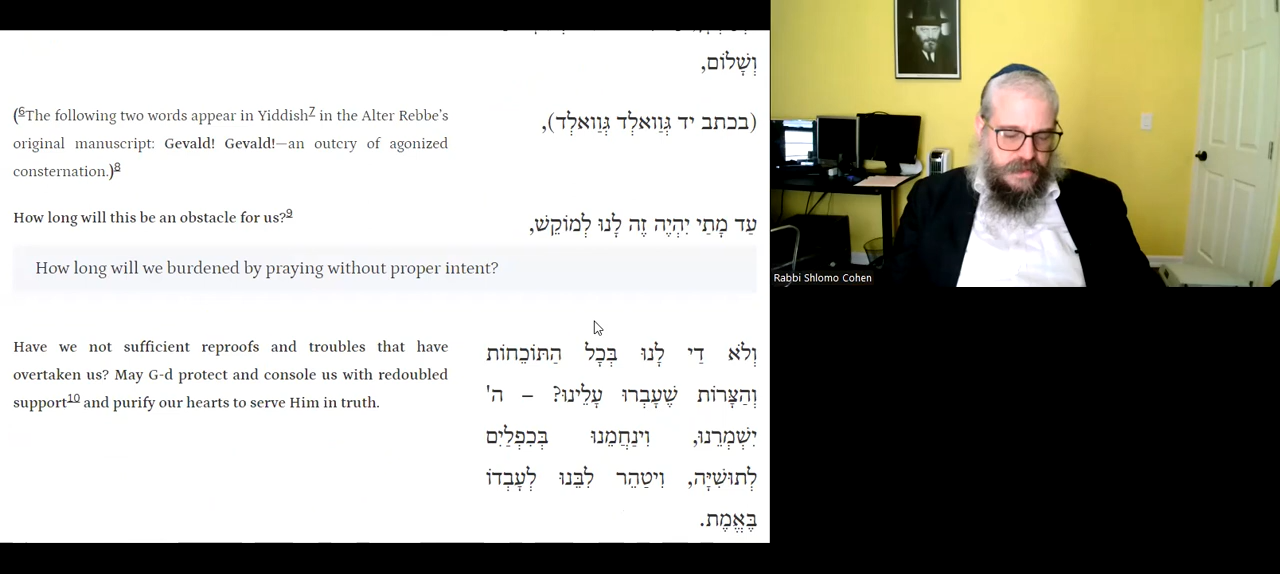 וְשָׁלוֹם,
(⁶The following two words appear in Yiddish⁷ in the Alter Rebbe's
original manuscript: Gevald! Gevald!—an outcry of agonized
consternation.)⁸
(בכתב יד גְּוַואלְד גְּוַואלְד),
How long will this be an obstacle for us?⁹
עַד מָתַי יִהְיֶה זֶה לָנוּ לְמוֹקֵשׁ,
How long will we burdened by praying without proper intent?
Have we not sufficient reproofs and troubles that have
overtaken us? May G-d protect and console us with redoubled
support¹⁰ and purify our hearts to serve Him in truth.
וְלֹא דַי לָנוּ בְּכָל הַתּוֹכֵחוֹת
וְהַצָּרוֹת שֶׁעָבְרוּ עָלֵינוּ? – ה'
יִשְׁמְרֵנוּ, וִינַחֲמֵנוּ בְּכִפְלַיִם
לְתוּשִׁיָּה, וִיטַהֵר לִבֵּנוּ לְעָבְדוֹ
בֶּאֱמֶת.
Rabbi Shlomo Cohen